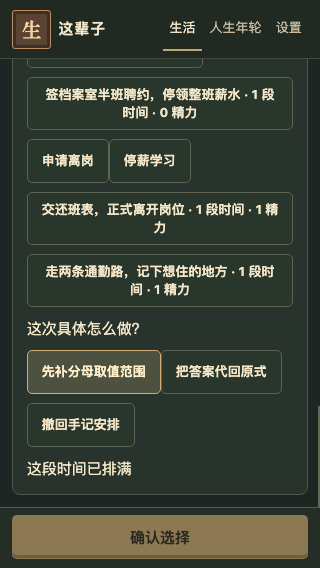 生
这辈子
生活
人生年轮
设置
签档案室半班聘约，停领整班薪水 · 1 段
时间 · 0 精力
申请离岗
停薪学习
交还班表，正式离开岗位 · 1 段时间 · 1 精
力
走两条通勤路，记下想住的地方 · 1 段时
间 · 1 精力
这次具体怎么做？
先补分母取值范围
把答案代回原式
撤回手记安排
这段时间已排满
确认选择